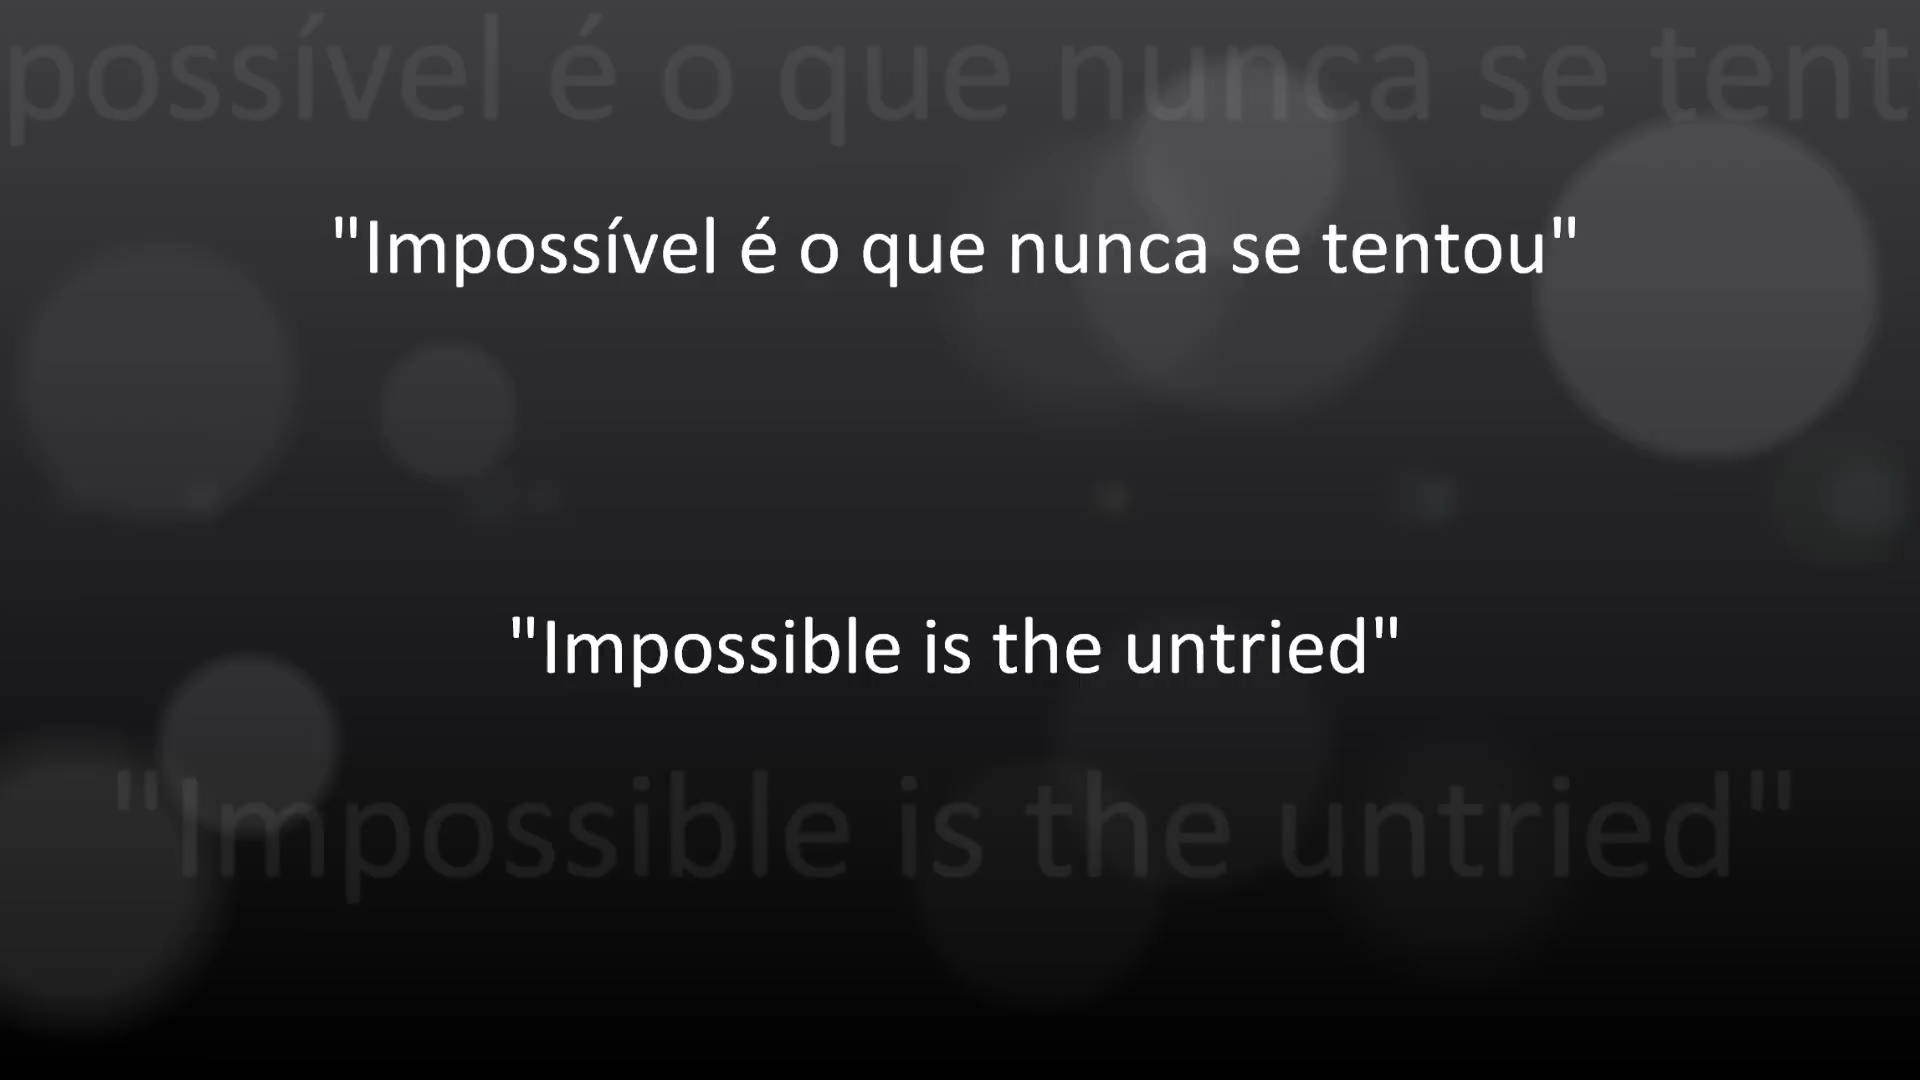 possível é o que nunca se tent
"Impossível é o que nunca se tentou"
"Impossible is the untried"
"Impossible is the untried"